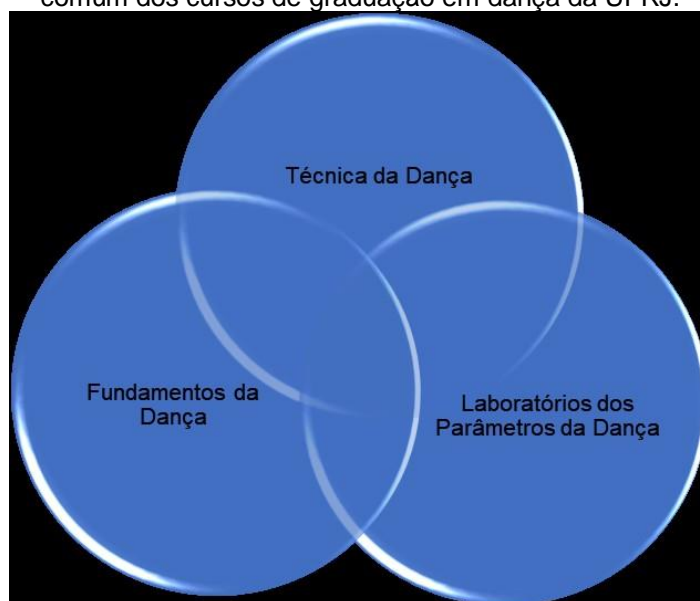 comum dos cursos de graduação em dança da UFRJ.
Técnica da Dança
Fundamentos da
Dança
Laboratórios dos
Parâmetros da Dança